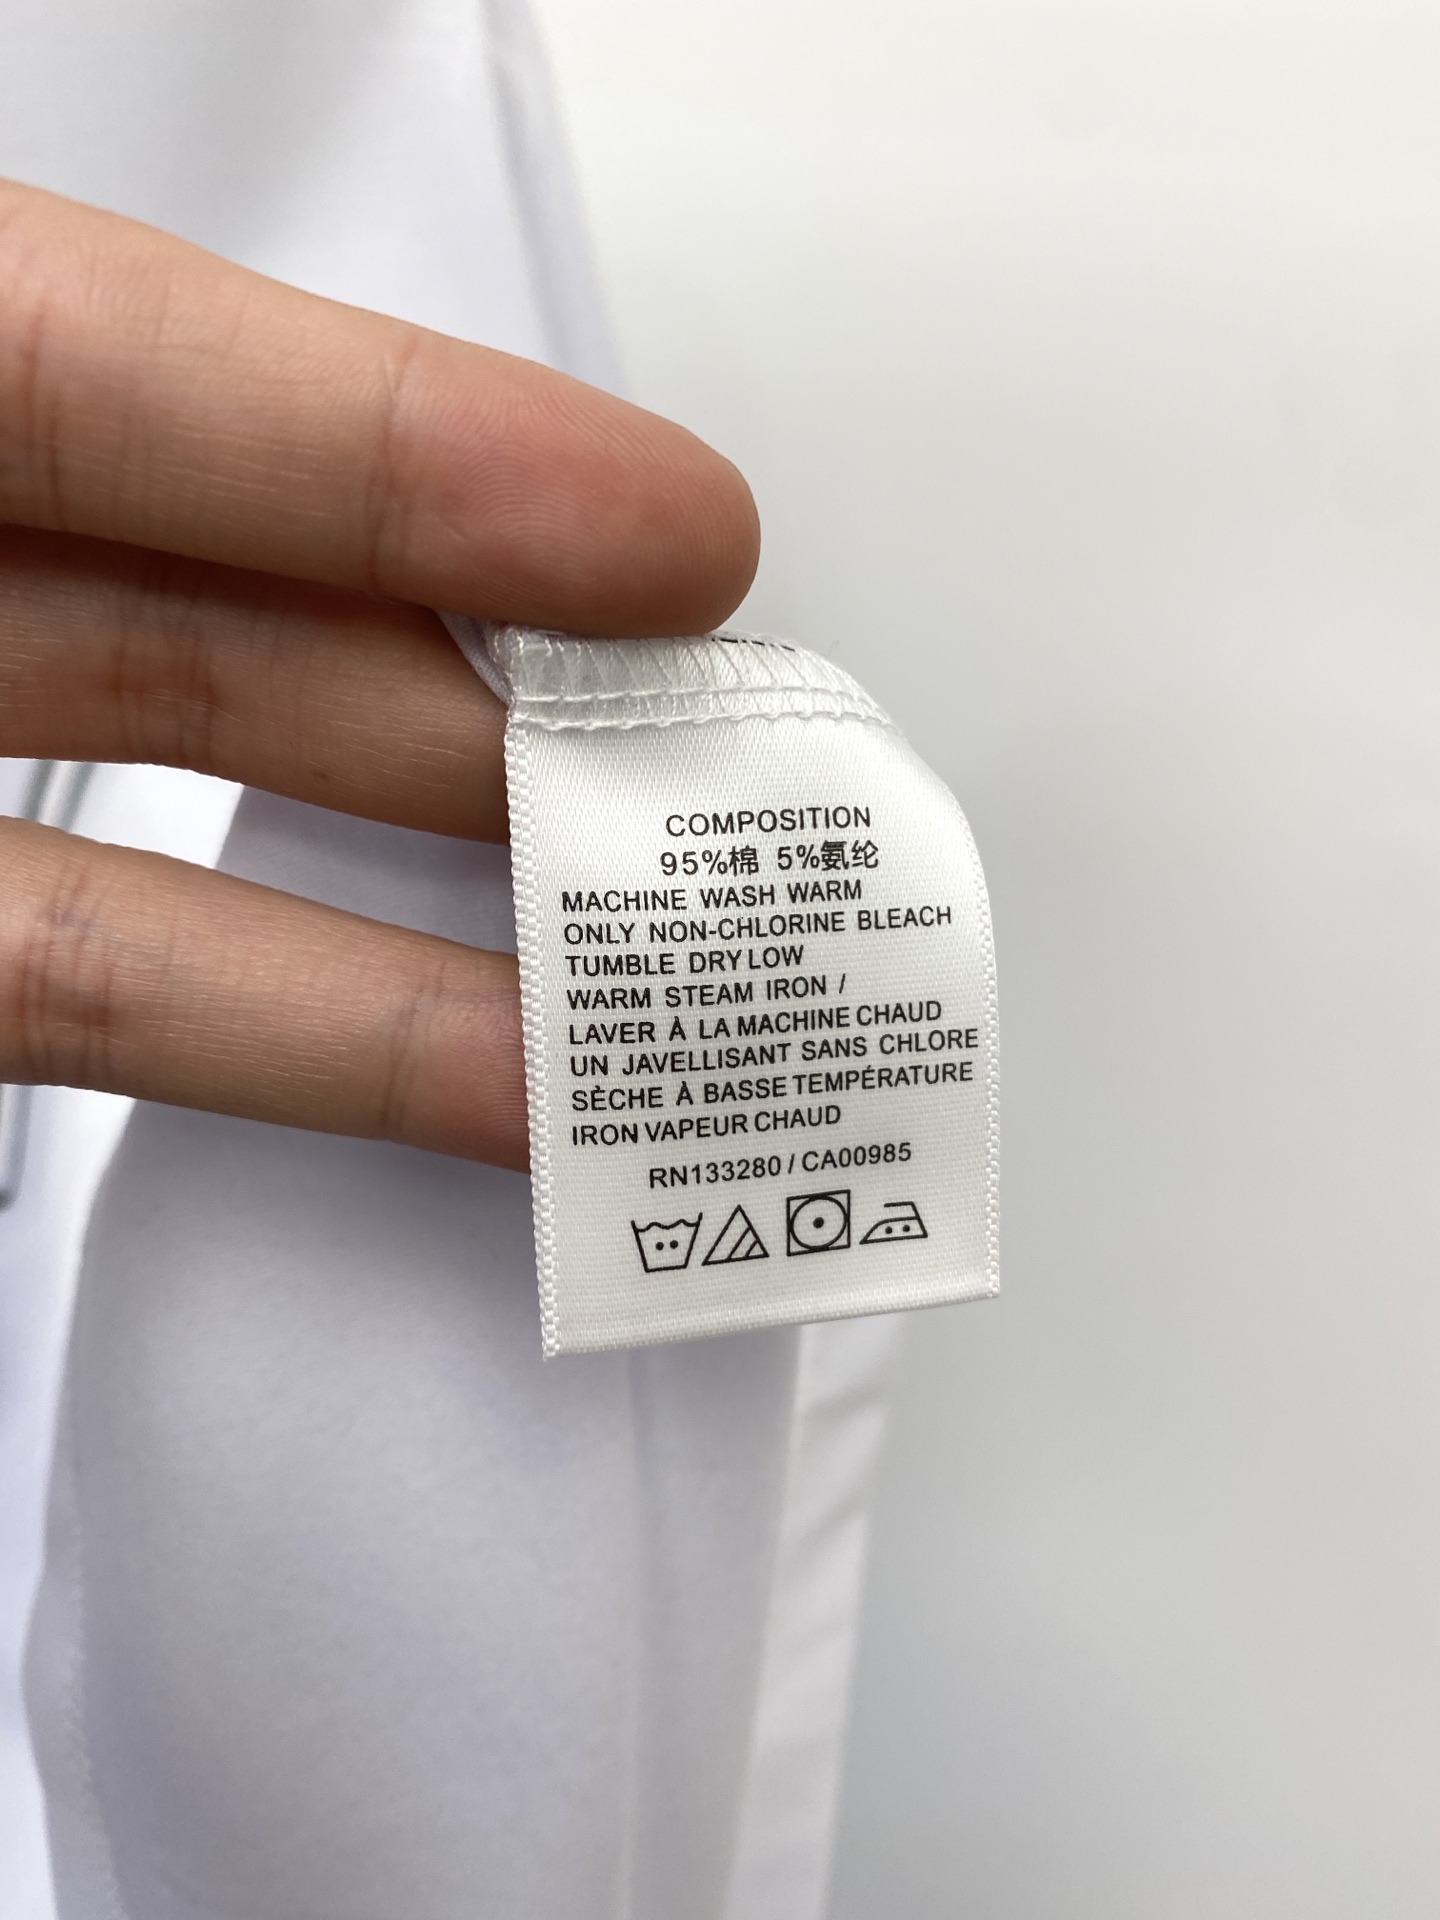 COMPOSITION
95%棉 5%氨纶
MACHINE WASH WARM
ONLY NON-CHLORINE BLEACH
TUMBLE DRY LOW
WARM STEAM IRON /
LAVER À LA MACHINE CHAUD
UN JAVELLISANT SANS CHLORE
SÈCHE À BASSE TEMPÉRATURE
IRON VAPEUR CHAUD
RN133280 / CA00985